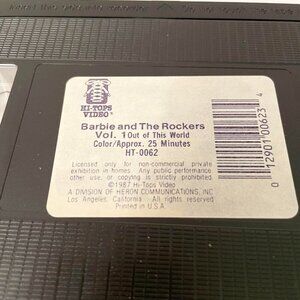 HI-TOPS
VIDEO
Barbie and The Rockers
Vol. 1 Out of This World
Color/Approx. 25 Minutes
HT-0062
Licensed only for non-commercial private
exhibition in homes. Any public performance
other use, or copying is strictly prohibited.
©1987 Hi-Tops Video
A DIVISION OF HERON COMMUNICATIONS, INC
Los Angeles, California All rights reserved.
Printed in U.S.A.
0 12901 00623 4